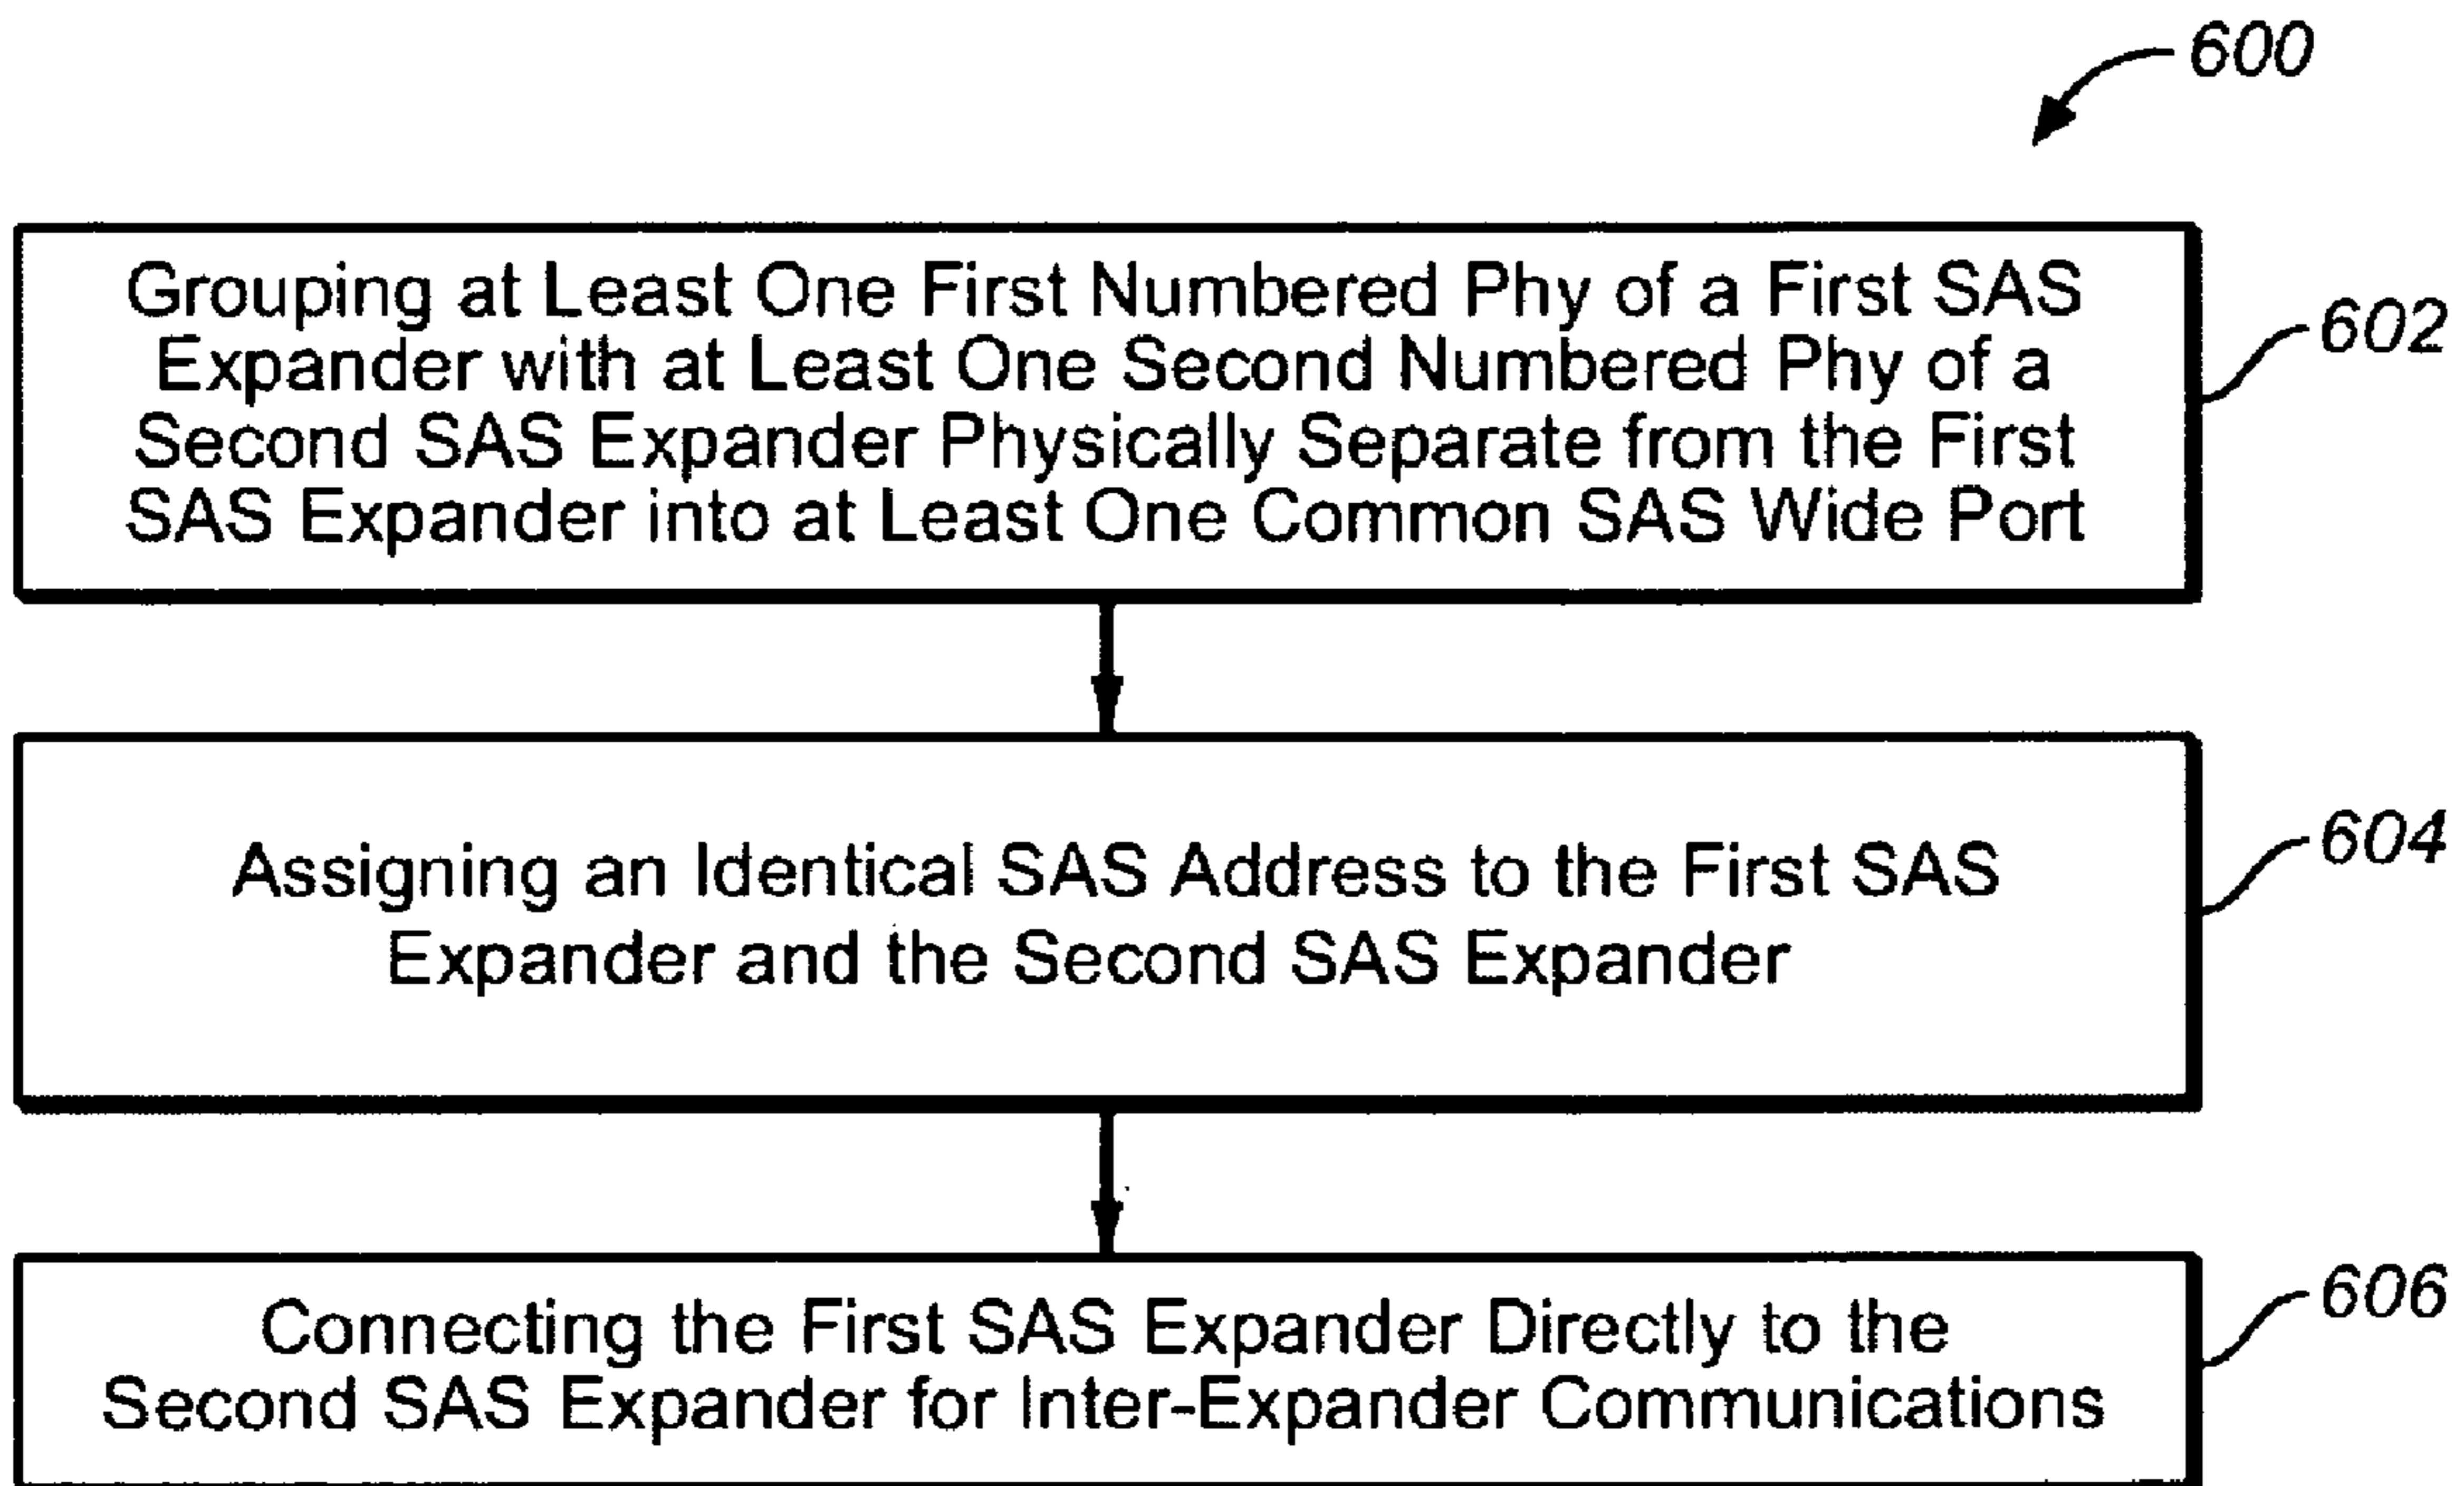 600
Grouping at Least One First Numbered Phy of a First SAS
Expander with at Least One Second Numbered Phy of a
Second SAS Expander Physically Separate from the First
SAS Expander into at Least One Common SAS Wide Port
602
Assigning an Identical SAS Address to the First SAS
Expander and the Second SAS Expander
604
Connecting the First SAS Expander Directly to the
Second SAS Expander for Inter-Expander Communications
606